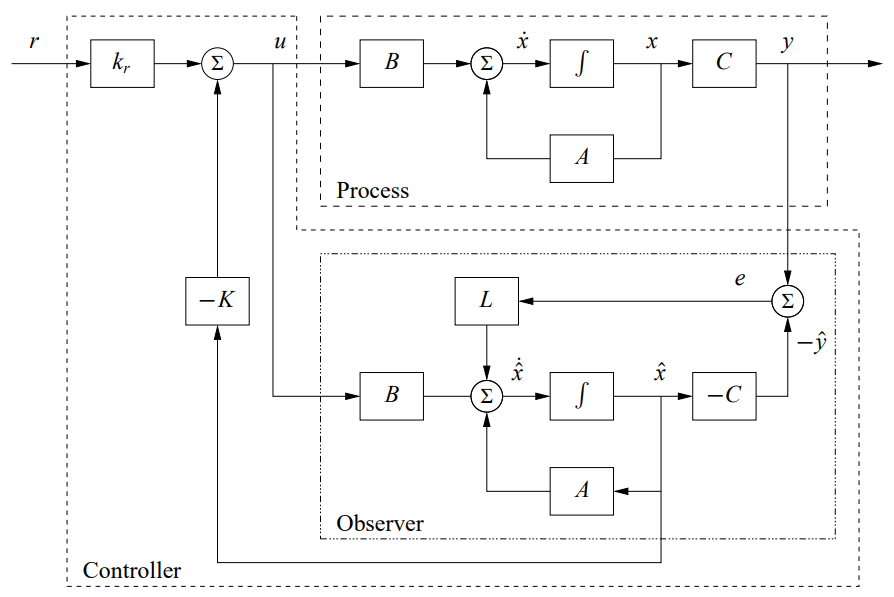 r
k_r
Σ
u
B
Σ
ẋ
∫
x
C
y
A
Process
−K
L
e
Σ
−ŷ
B
Σ
x̂̇
∫
x̂
−C
A
Observer
Controller